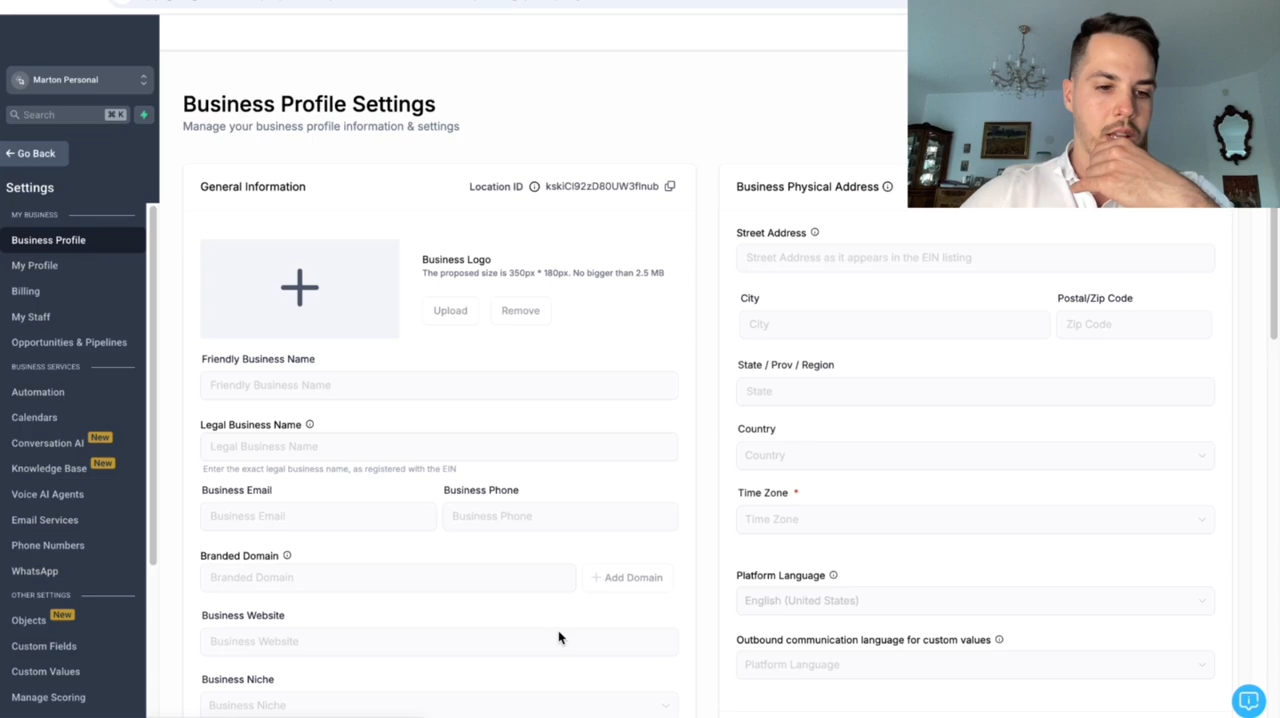 Marton Personal
Search
⌘ K
Go Back
Settings
MY BUSINESS
Business Profile
My Profile
Billing
My Staff
Opportunities & Pipelines
BUSINESS SERVICES
Automation
Calendars
Conversation AI New
Knowledge Base New
Voice AI Agents
Email Services
Phone Numbers
WhatsApp
OTHER SETTINGS
Objects New
Custom Fields
Custom Values
Manage Scoring
Business Profile Settings
Manage your business profile information & settings
General Information
Location ID kskiCI92zD80UW3fInub
Business Logo
The proposed size is 350px * 180px. No bigger than 2.5 MB
Upload Remove
Friendly Business Name
Friendly Business Name
Legal Business Name
Legal Business Name
Enter the exact legal business name, as registered with the EIN
Business Email Business Phone
Business Email Business Phone
Branded Domain
Branded Domain + Add Domain
Business Website
Business Website
Business Niche
Business Niche
Business Physical Address
Street Address
Street Address as it appears in the EIN listing
City Postal/Zip Code
City Zip Code
State / Prov / Region
State
Country
Country
Time Zone *
Time Zone
Platform Language
English (United States)
Outbound communication language for custom values
Platform Language